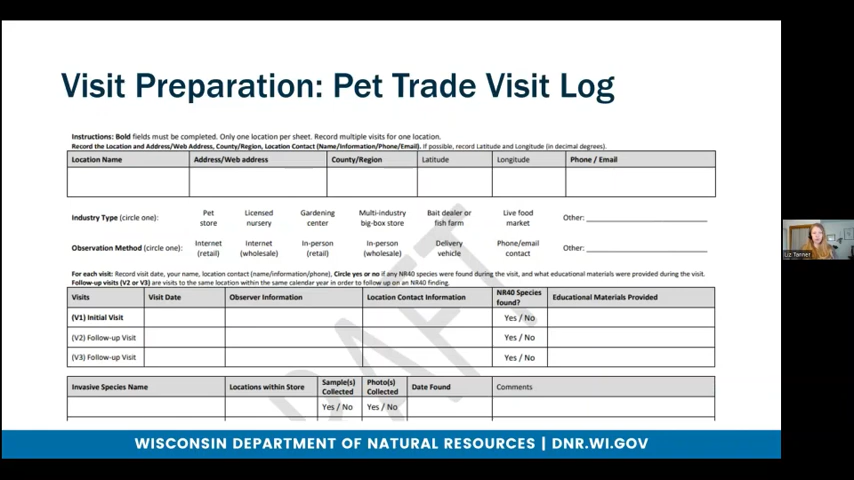 Visit Preparation: Pet Trade Visit Log
Instructions: Bold fields must be completed. Only one location per sheet. Record multiple visits for one location.
Record the Location and Address/Web Address, County/Region, Location Contact (Name/Information/Phone/Email). If possible, record Latitude and Longitude (in decimal degrees).
Location Name Address/Web address County/Region Latitude Longitude Phone / Email
Industry Type (circle one): Pet store Licensed nursery Gardening center Multi-industry big-box store Bait dealer or fish farm Live food market Other:
Observation Method (circle one): Internet (retail) Internet (wholesale) In-person (retail) In-person (wholesale) Delivery vehicle Phone/email contact Other:
For each visit: Record visit date, your name, location contact (name/information/phone), Circle yes or no if any NR40 species were found during the visit, and what educational materials were provided during the visit.
Follow-up visits (V2 or V3) are visits to the same location within the same calendar year in order to follow up on an NR40 finding.
Visits Visit Date Observer Information Location Contact Information NR40 Species found? Educational Materials Provided
(V1) Initial Visit Yes / No
(V2) Follow-up Visit Yes / No
(V3) Follow-up Visit Yes / No
Invasive Species Name Locations within Store Sample(s) Collected Photo(s) Collected Date Found Comments
Yes / No Yes / No
DRAFT
WISCONSIN DEPARTMENT OF NATURAL RESOURCES | DNR.WI.GOV